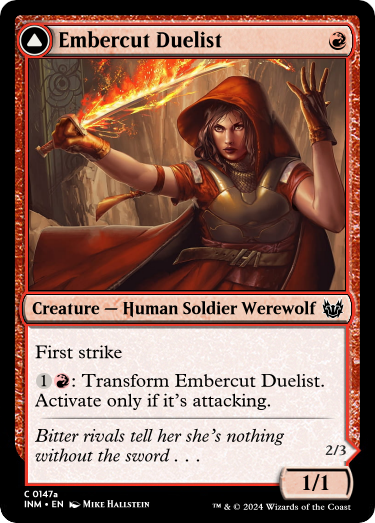 Embercut Duelist
Creature — Human Soldier Werewolf
First strike
1: Transform Embercut Duelist.
Activate only if it's attacking.
Bitter rivals tell her she's nothing
without the sword . . .
2/3
1/1
C 0147a
INM • EN Mike Hallstein
™ & © 2024 Wizards of the Coast